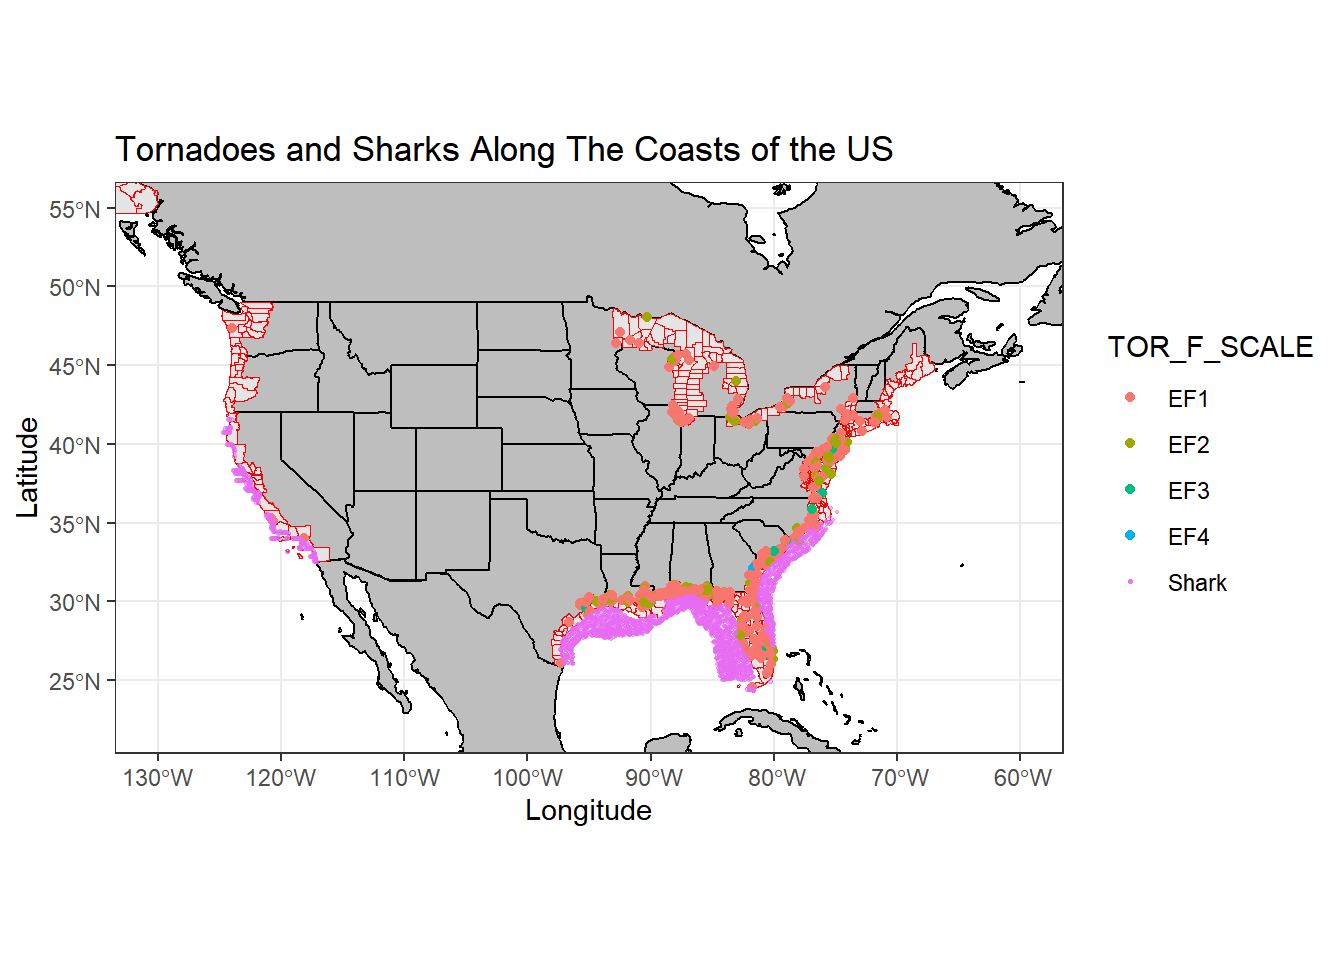 Tornadoes and Sharks Along The Coasts of the US
55°N
50°N
45°N
40°N
35°N
30°N
25°N
Latitude
130°W 120°W 110°W 100°W 90°W 80°W 70°W 60°W
Longitude
TOR_F_SCALE
EF1
EF2
EF3
EF4
Shark